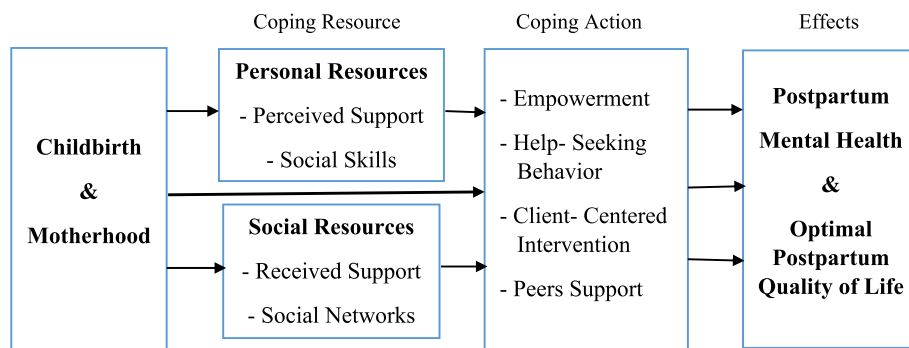 Coping Resource
Coping Action
Effects
Childbirth
&
Motherhood
Personal Resources
- Perceived Support
- Social Skills
Social Resources
- Received Support
- Social Networks
- Empowerment
- Help- Seeking
Behavior
- Client- Centered
Intervention
- Peers Support
Postpartum
Mental Health
&
Optimal
Postpartum
Quality of Life